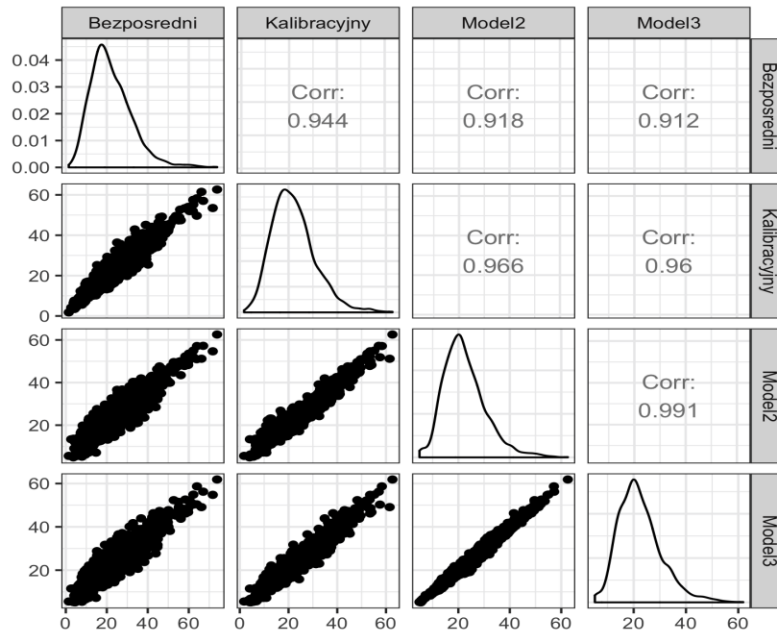 Bezposredni Kalibracyjny Model2 Model3
0.04
0.03
0.02
0.01
0.00
Corr:
0.944
Corr:
0.918
Corr:
0.912
Bezposredni
60
40
20
0
Corr:
0.966
Corr:
0.96
Kalibracyjny
60
40
20
Corr:
0.991
Model2
60
40
20
Model3
0 20 40 60 0 20 40 60 20 40 60 20 40 60